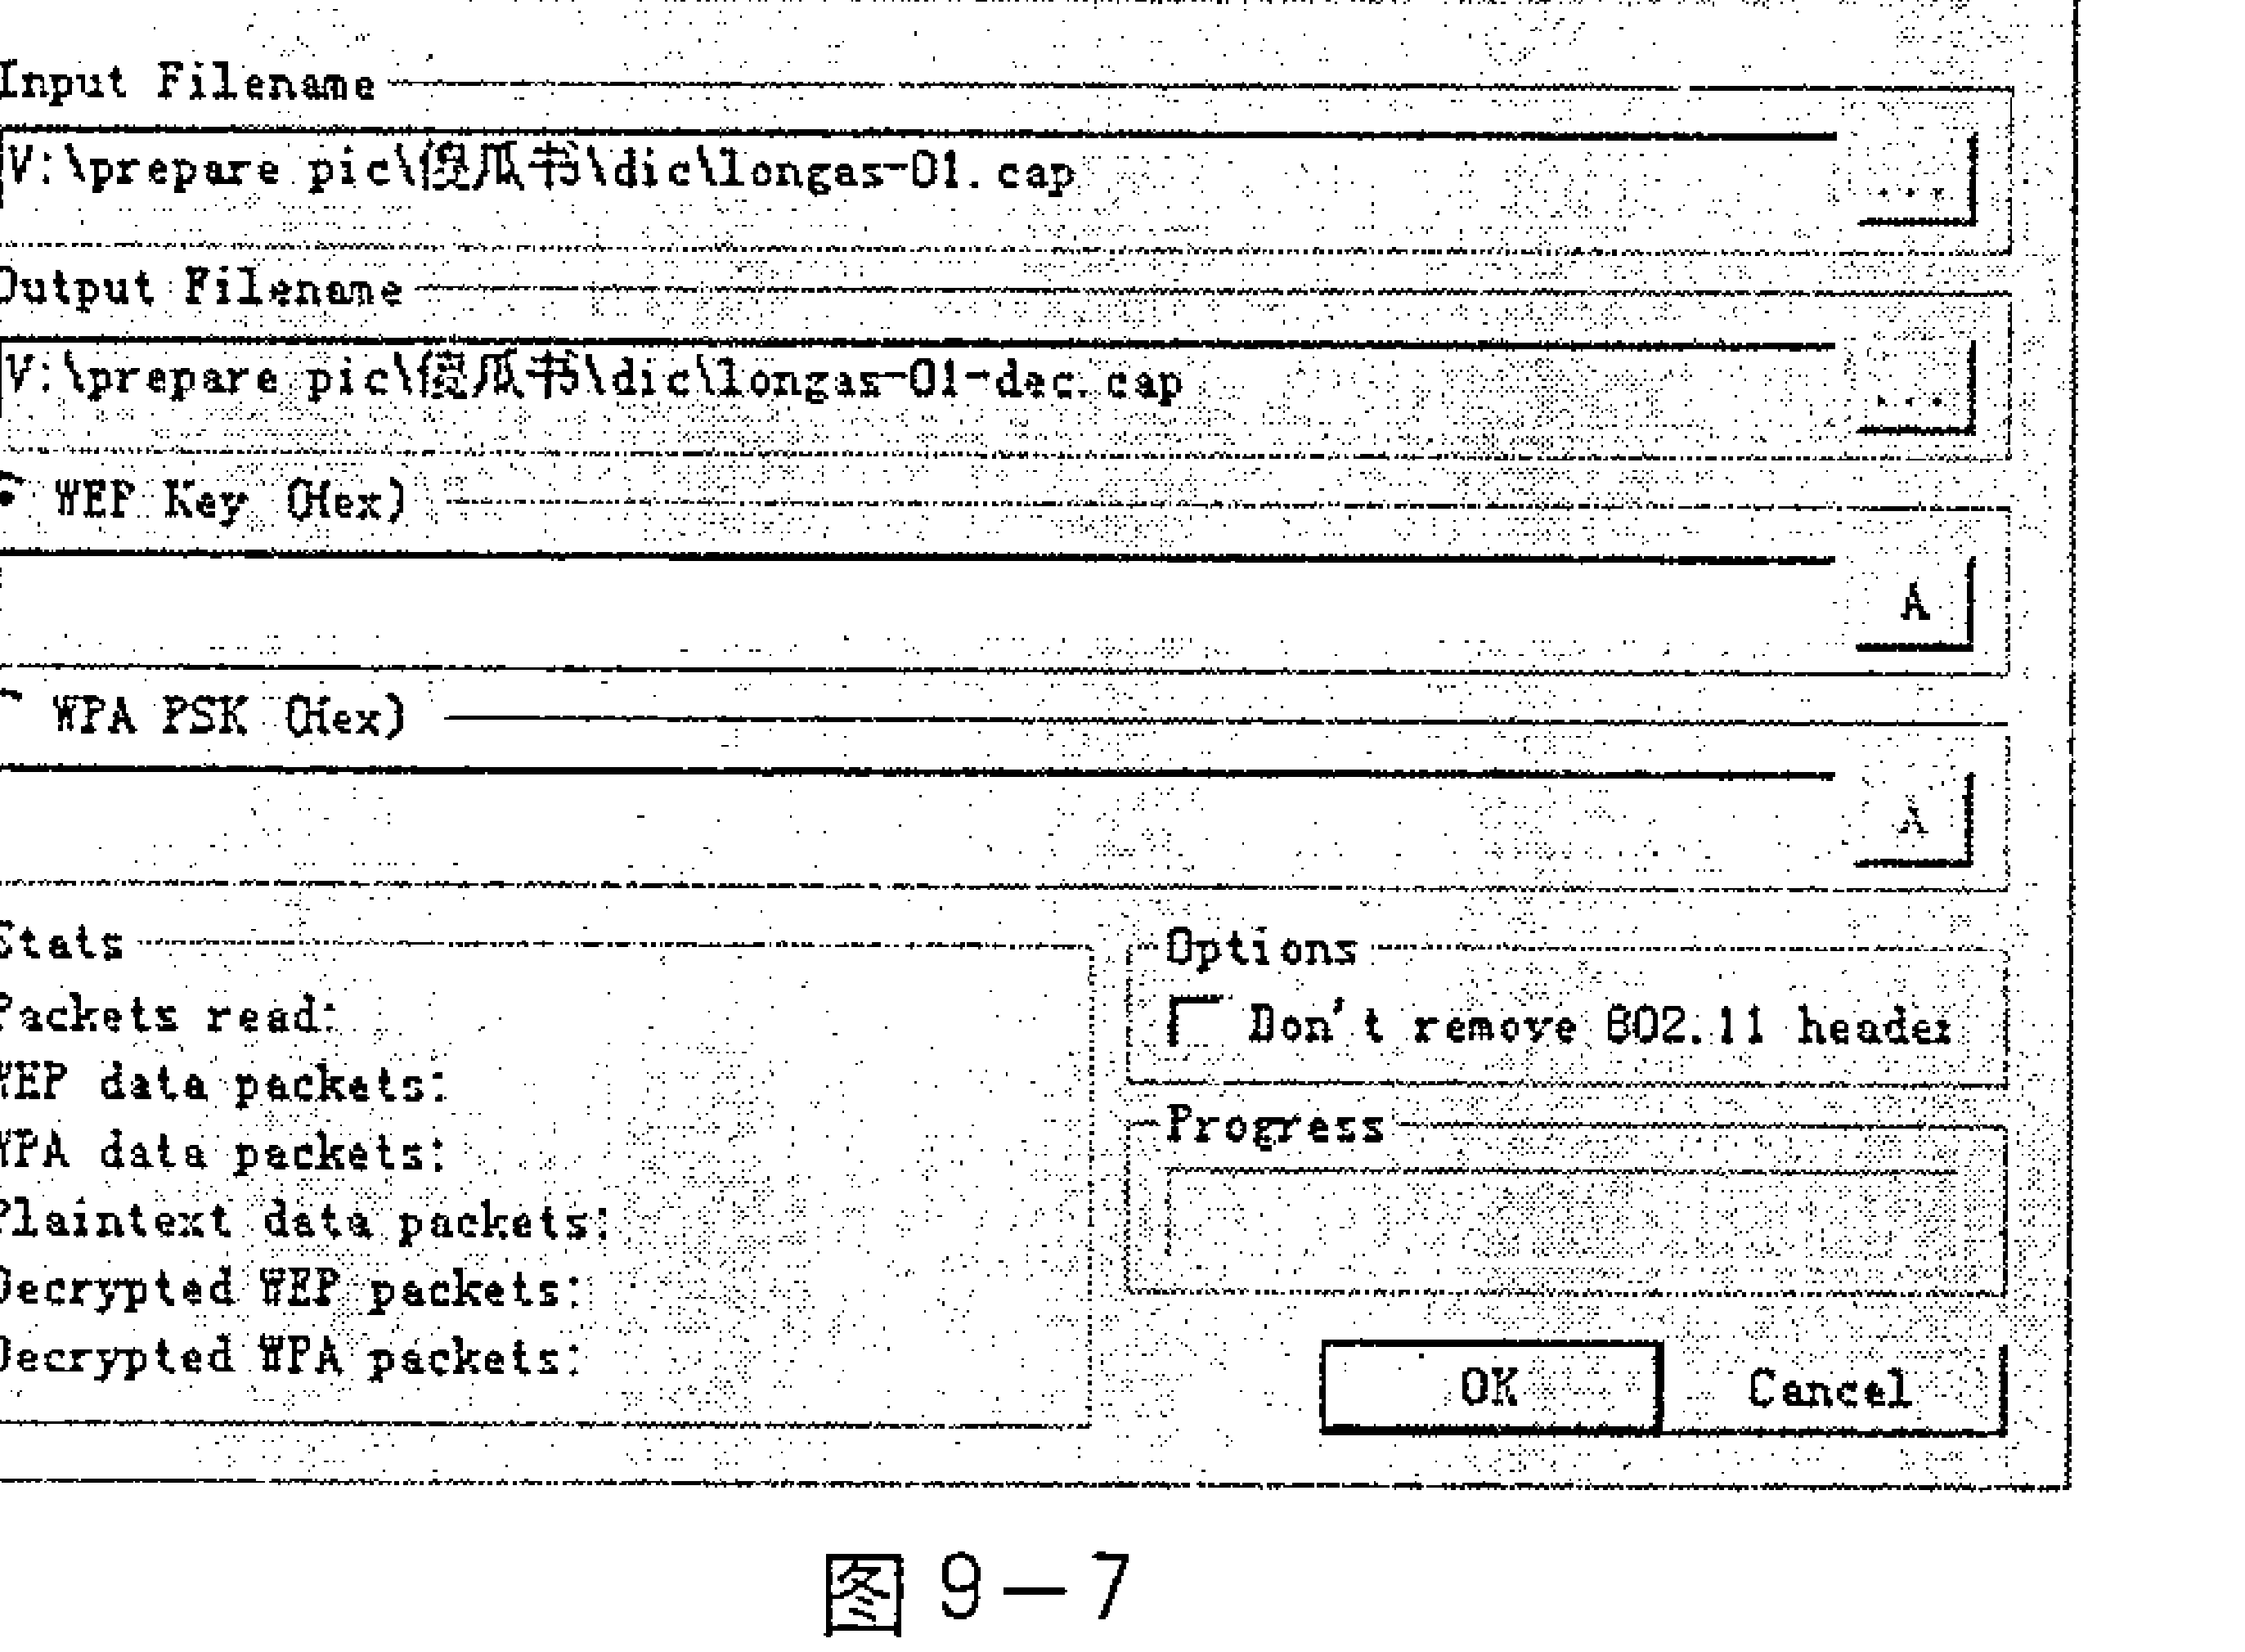 Input Filename
V:\prepare pic\傻瓜书\dic\longas-01.cap
...
Output Filename
V:\prepare pic\傻瓜书\dic\longas-01-dec.cap
...
WEP Key (Hex)
A
WPA PSK (Hex)
A
Stats
Packets read:
WEP data packets:
WPA data packets:
Plaintext data packets:
Decrypted WEP packets:
Decrypted WPA packets:
Options
Don't remove 802.11 header
Progress
OK
Cancel
图 9-7